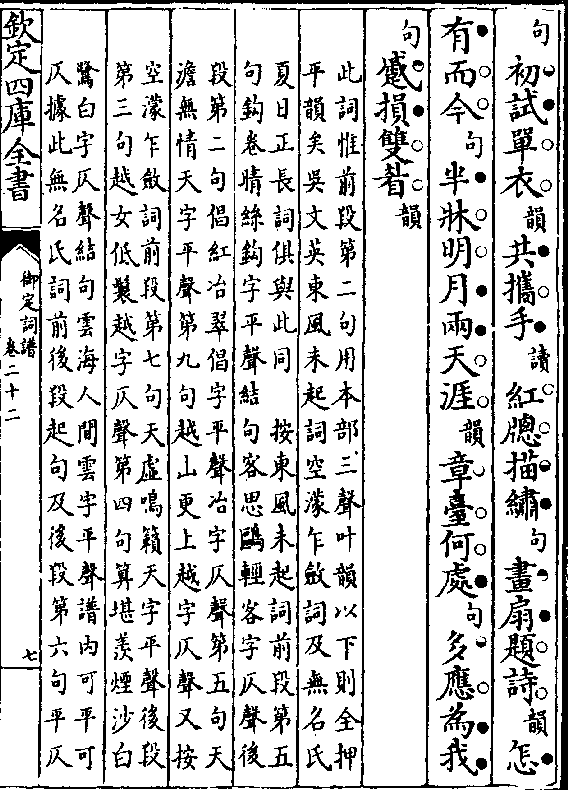 句初試單衣韻共攜手讀紅牎描繡句畫扇題詩韻怎
有而今句半牀明月兩天涯韻章臺何處句多應為我
句蹙損雙眉韻
此詞惟前段第二句用本部三聲叶韻以下則全押
平韻矣吳文英東風未起詞空濛乍斂詞及無名氏
夏日正長詞俱與此同　按東風未起詞前段第五
句鈎卷晴絲鈎字平聲結句客思鷗輕客字仄聲後
段第二句倡紅冶翠倡字平聲冶字仄聲第五句天
澹無情天字平聲第九句越山更上越字仄聲又按
空濛乍斂詞前段第七句天虛鳴籟天字平聲後段
第三句越女低鬟越字仄聲第四句算堪羨煙沙白
鷺白字仄聲結句雲海人間雲字平聲譜内可平可
仄據此無名氏詞前後段起句及後段第六句平仄
欽定四庫全書
御定詞譜
卷二十二
七